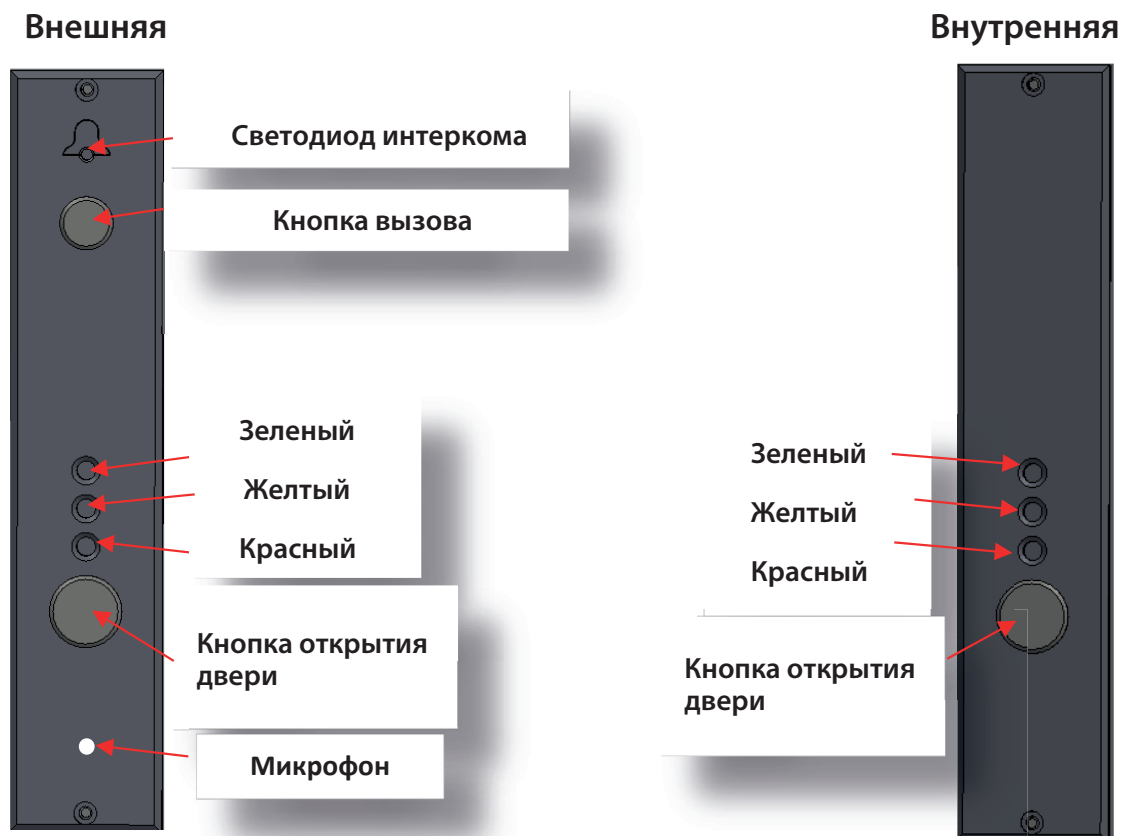 Внешняя
Внутренняя
Светодиод интеркома
Кнопка вызова
Зеленый
Желтый
Красный
Кнопка открытия
двери
Микрофон
Зеленый
Желтый
Красный
Кнопка открытия
двери